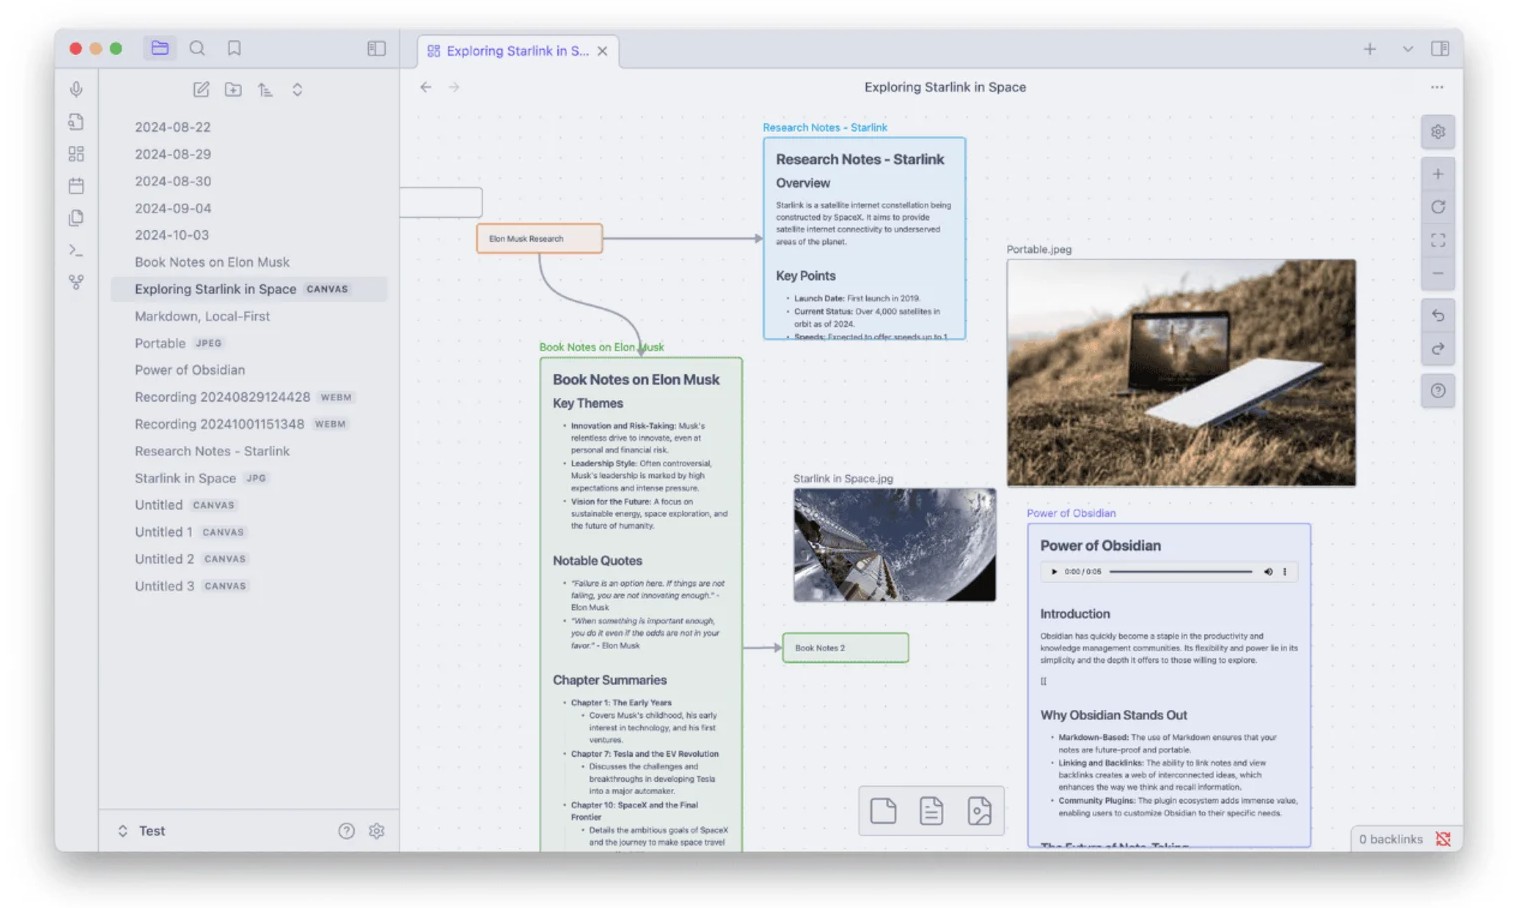 Exploring Starlink in S...
Exploring Starlink in Space
2024-08-22
2024-08-29
2024-08-30
2024-09-04
2024-10-03
Book Notes on Elon Musk
Exploring Starlink in Space CANVAS
Markdown, Local-First
Portable JPEG
Power of Obsidian
Recording 20240829124428 WEBM
Recording 20241001151348 WEBM
Research Notes - Starlink
Starlink in Space JPG
Untitled CANVAS
Untitled 1 CANVAS
Untitled 2 CANVAS
Untitled 3 CANVAS
Test
Elon Musk Research
Research Notes - Starlink
Research Notes - Starlink
Overview
Starlink is a satellite internet constellation being
constructed by SpaceX. It aims to provide
satellite internet connectivity to underserved
areas of the planet.
Key Points
• Launch Date: First launch in 2019.
• Current Status: Over 4,000 satellites in
orbit as of 2024.
• Speeds: Expected to offer speeds up to 1
Book Notes on Elon Musk
Book Notes on Elon Musk
Key Themes
• Innovation and Risk-Taking: Musk's
relentless drive to innovate, even at
personal and financial risk.
• Leadership Style: Often controversial,
Musk's leadership is marked by high
expectations and intense pressure.
• Vision for the Future: A focus on
sustainable energy, space exploration, and
the future of humanity.
Notable Quotes
• "Failure is an option here. If things are not
failing, you are not innovating enough." -
Elon Musk
• "When something is important enough,
you do it even if the odds are not in your
favor." - Elon Musk
Chapter Summaries
• Chapter 1: The Early Years
• Covers Musk's childhood, his early
interest in technology, and his first
ventures.
• Chapter 7: Tesla and the EV Revolution
• Discusses the challenges and
breakthroughs in developing Tesla
into a major automaker.
• Chapter 10: SpaceX and the Final
Frontier
• Details the ambitious goals of SpaceX
and the journey to make space travel
Portable.jpeg
Starlink in Space.jpg
Book Notes 2
Power of Obsidian
Power of Obsidian
0:00 / 0:05
Introduction
Obsidian has quickly become a staple in the productivity and
knowledge management communities. Its flexibility and power lie in its
simplicity and the depth it offers to those willing to explore.
[[
Why Obsidian Stands Out
• Markdown-Based: The use of Markdown ensures that your
notes are future-proof and portable.
• Linking and Backlinks: The ability to link notes and view
backlinks creates a web of interconnected ideas, which
enhances the way we think and recall information.
• Community Plugins: The plugin ecosystem adds immense value,
enabling users to customize Obsidian to their specific needs.
The Future of Note-Taking
0 backlinks